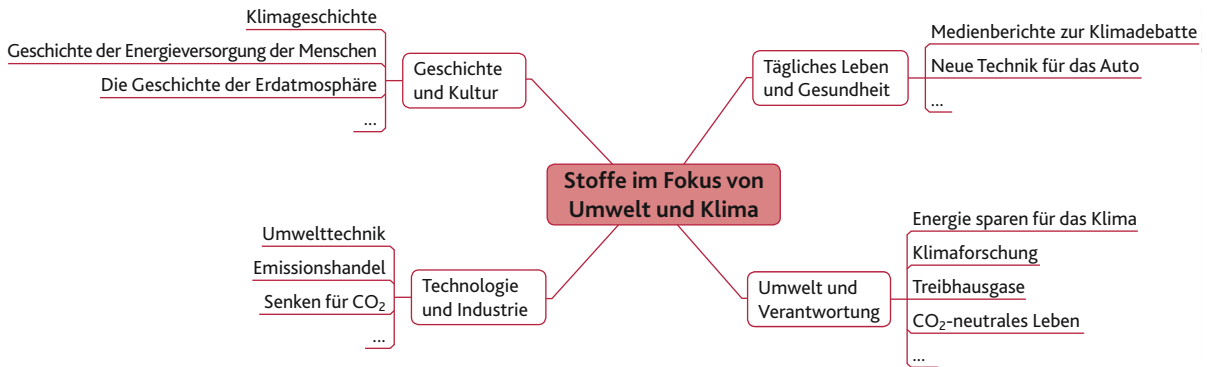 Klimageschichte
Geschichte der Energieversorgung der Menschen
Die Geschichte der Erdatmosphäre
...
Geschichte
und Kultur
Tägliches Leben
und Gesundheit
Medienberichte zur Klimadebatte
Neue Technik für das Auto
...
Stoffe im Fokus von
Umwelt und Klima
Umwelttechnik
Emissionshandel
Senken für CO₂
...
Technologie
und Industrie
Umwelt und
Verantwortung
Energie sparen für das Klima
Klimaforschung
Treibhausgase
CO₂-neutrales Leben
...